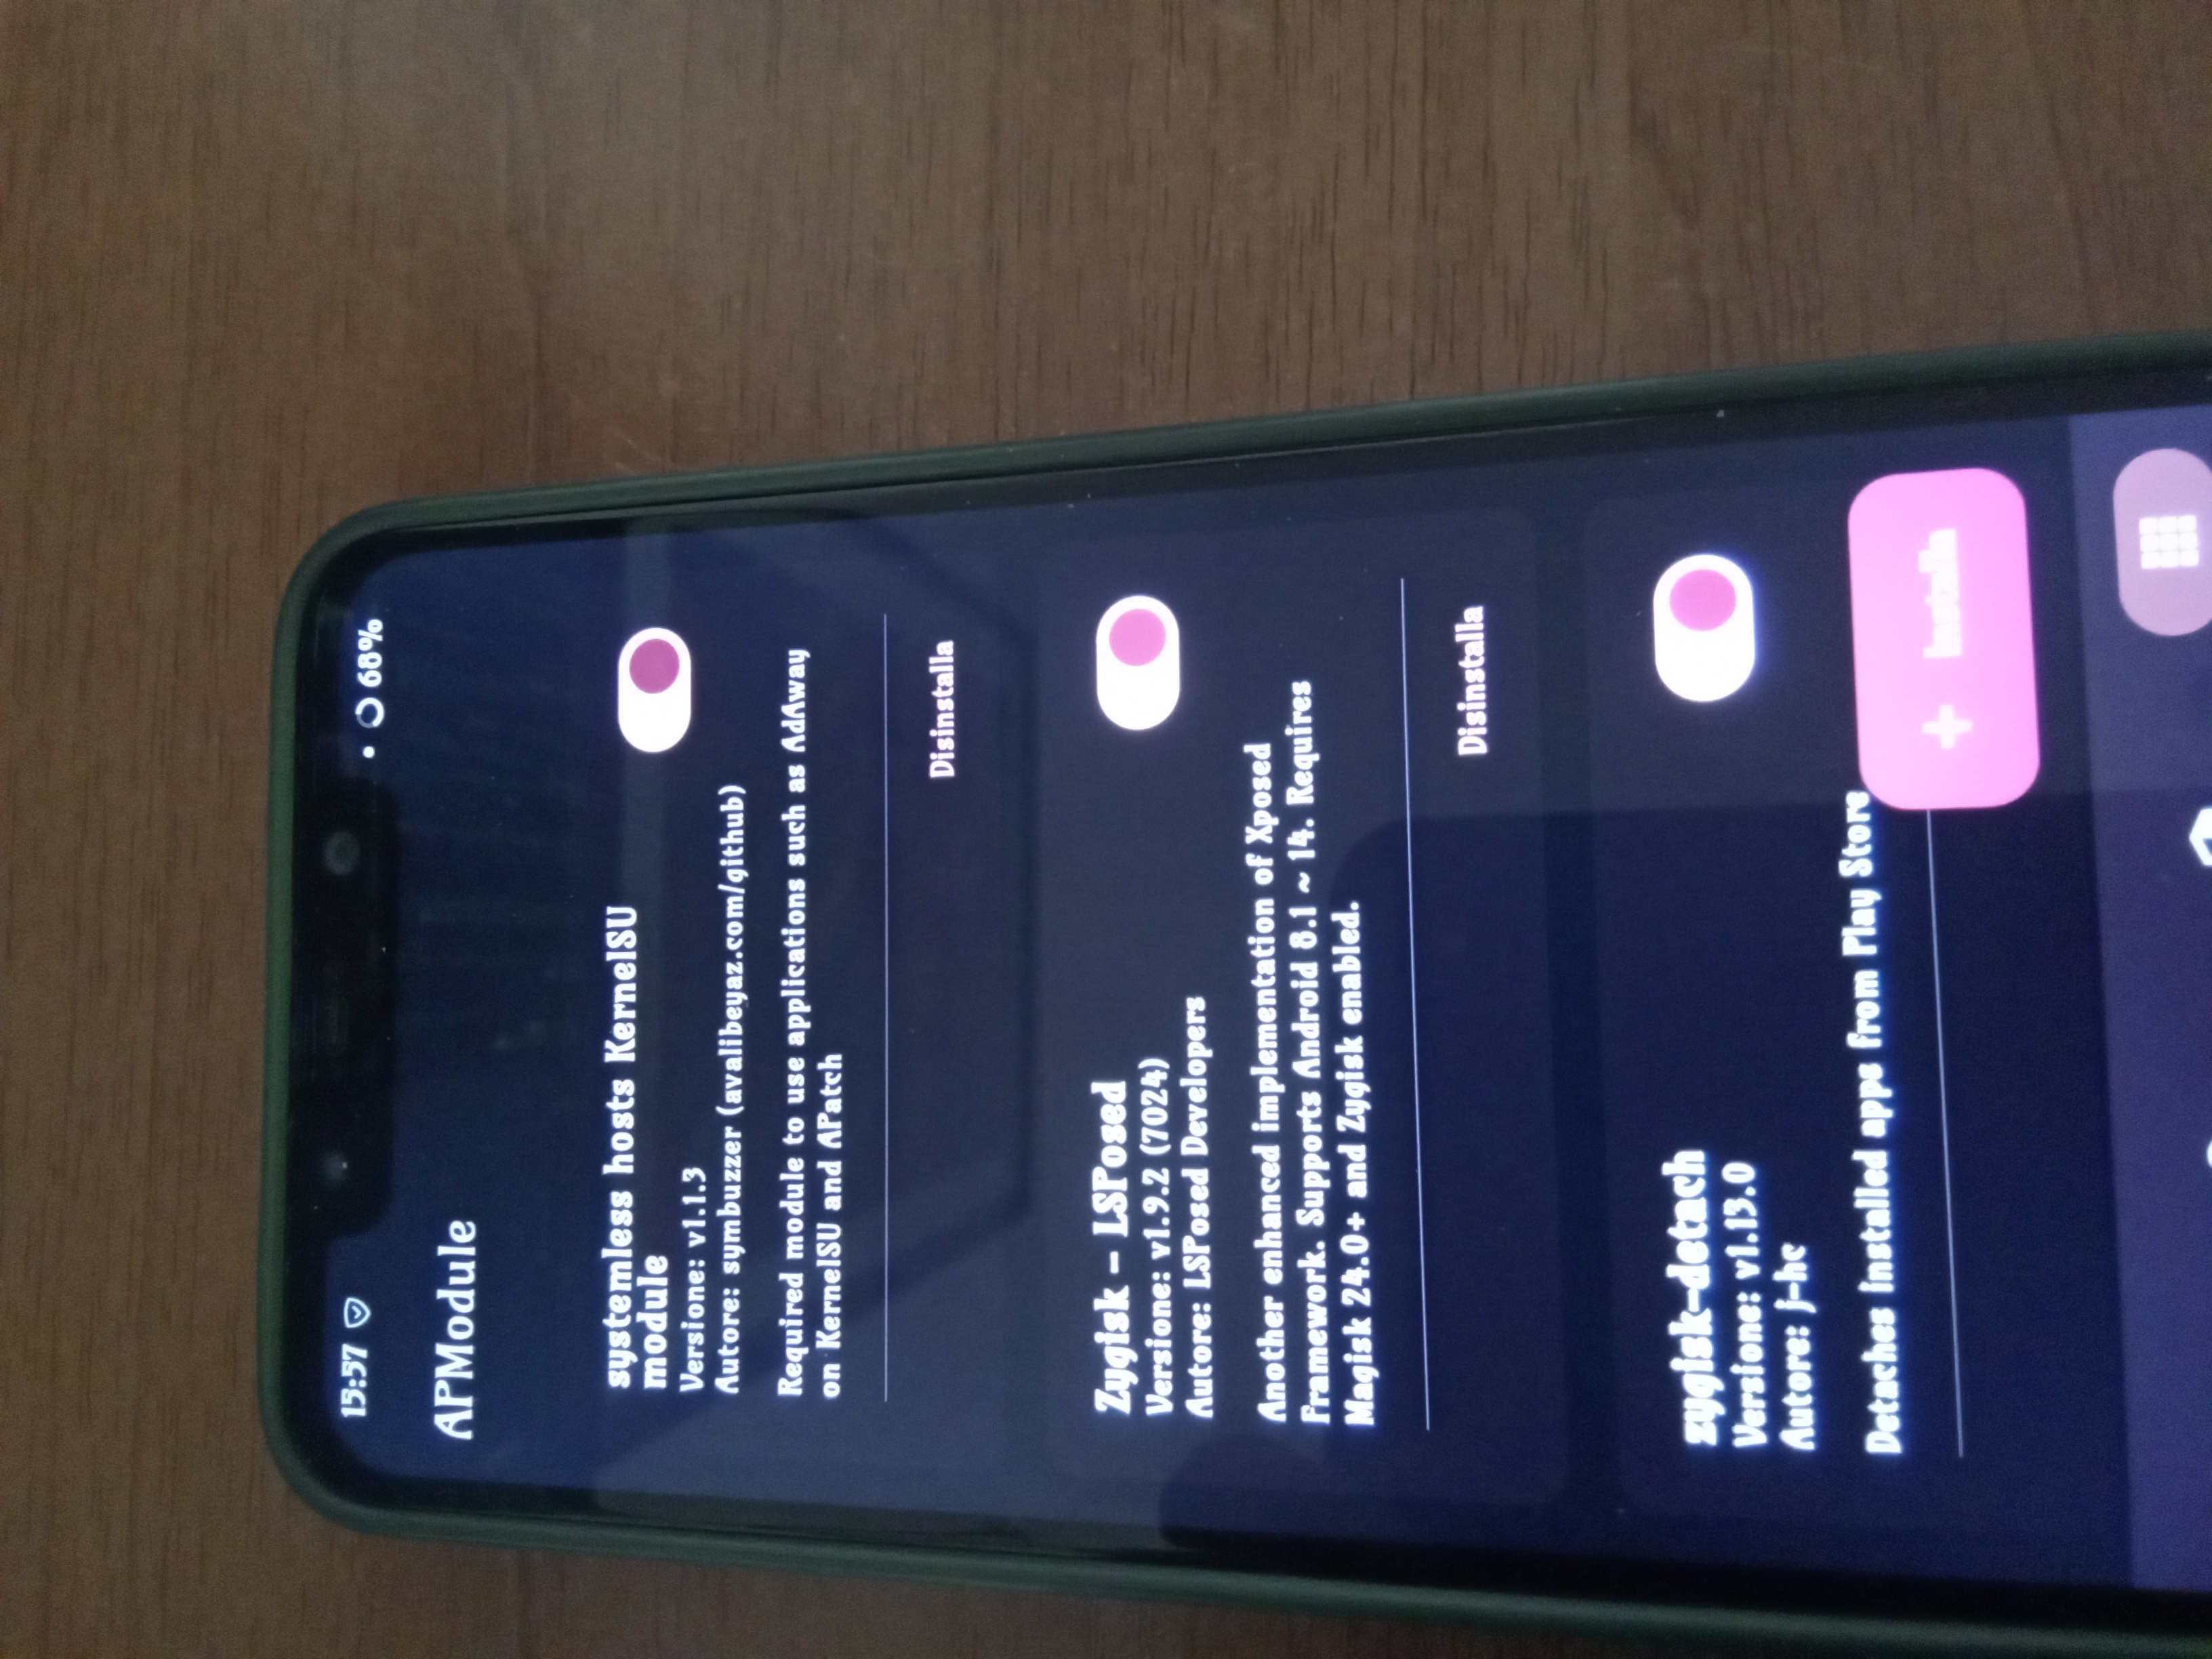 15:57
68%
APModule
systemless hosts KernelSU
module
Versione: v1.1.3
Autore: symbuzzer (avalibeyaz.com/github)
Required module to use applications such as AdAway
on KernelSU and APatch
Disinstalla
Zygisk - LSPosed
Versione: v1.9.2 (7024)
Autore: LSPosed Developers
Another enhanced implementation of Xposed
Framework. Supports Android 8.1 ~ 14. Requires
Magisk 24.0+ and Zygisk enabled.
Disinstalla
zygisk-detach
Versione: v1.13.0
Autore: j-hc
Detaches installed apps from Play Store
+ Installa